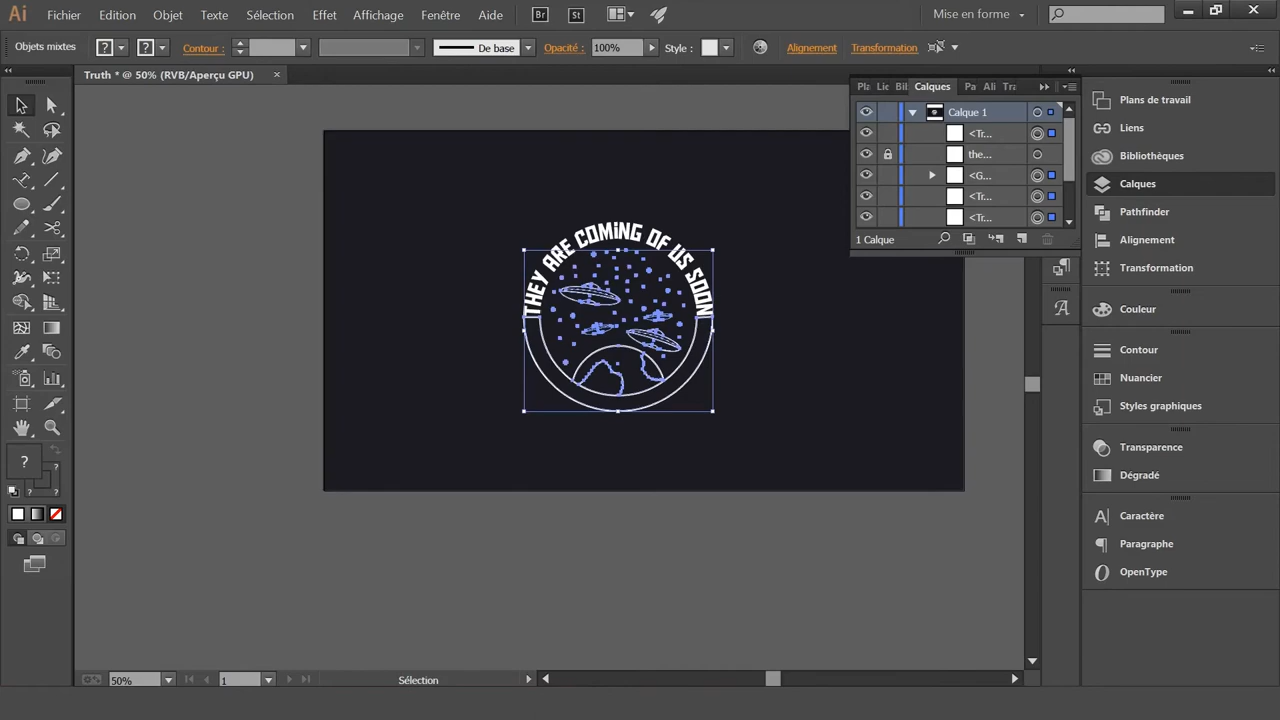 Ai Fichier Edition Objet Texte Sélection Effet Affichage Fenêtre Aide Br St Mise en forme
Objets mixtes ? ? Contour : De base Opacité : 100% Style : Alignement Transformation
Truth * @ 50% (RVB/Aperçu GPU) ×
Calques
Calque 1
<Tr...
the...
<G...
<Tr...
<Tr...
1 Calque
Plans de travail
Liens
Bibliothèques
Calques
Pathfinder
Alignement
Transformation
Couleur
Contour
Nuancier
Styles graphiques
Transparence
Dégradé
Caractère
Paragraphe
OpenType
THEY ARE COMING OF US SOON
50% 1 Sélection